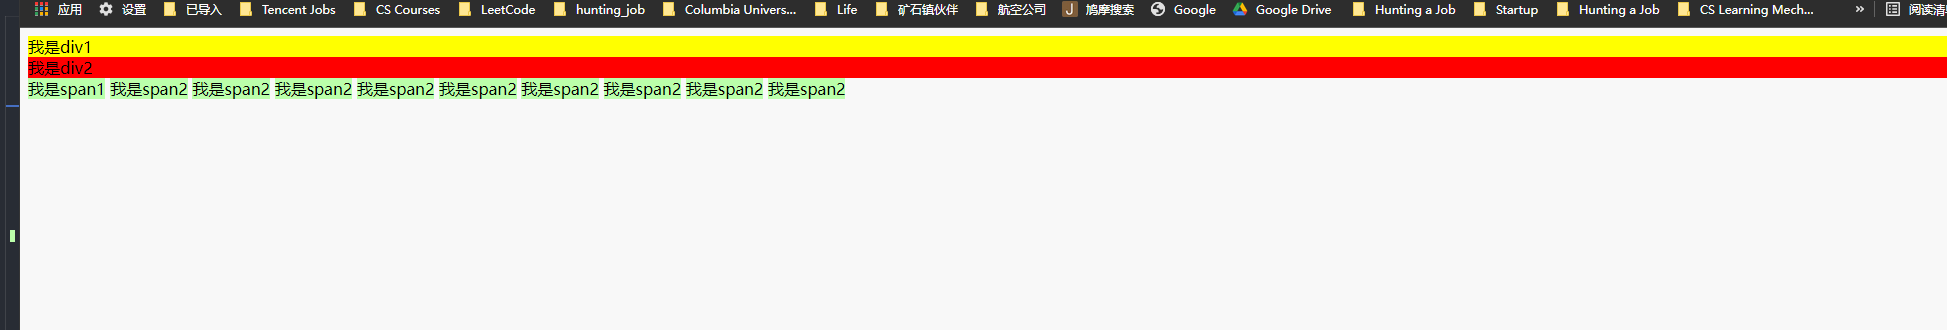 应用 设置 已导入 Tencent Jobs CS Courses LeetCode hunting_job Columbia Univers... Life 矿石镇伙伴 航空公司 J 鸠摩搜索 Google Google Drive Hunting a Job Startup Hunting a Job CS Learning Mech... » 阅读清
我是div1
我是div2
我是span1 我是span2 我是span2 我是span2 我是span2 我是span2 我是span2 我是span2 我是span2 我是span2